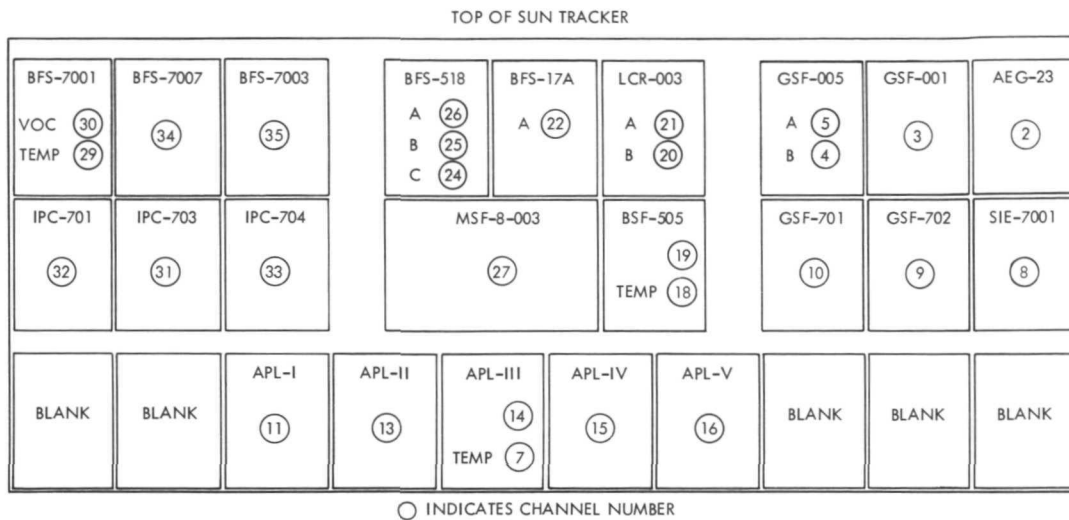 TOP OF SUN TRACKER
BFS-7001 BFS-7007 BFS-7003 BFS-518 BFS-17A LCR-003 GSF-005 GSF-001 AEG-23
VOC 30 34 35 A 26 A 22 A 21 A 5 3 2
TEMP 29 B 25 B 20 B 4
C 24
IPC-701 IPC-703 IPC-704 MSF-8-003 BSF-505 GSF-701 GSF-702 SIE-7001
19
32 31 33 27 TEMP 18 10 9 8
APL-I APL-II APL-III APL-IV APL-V
BLANK BLANK 11 13 14 15 16 BLANK BLANK BLANK
TEMP 7
INDICATES CHANNEL NUMBER